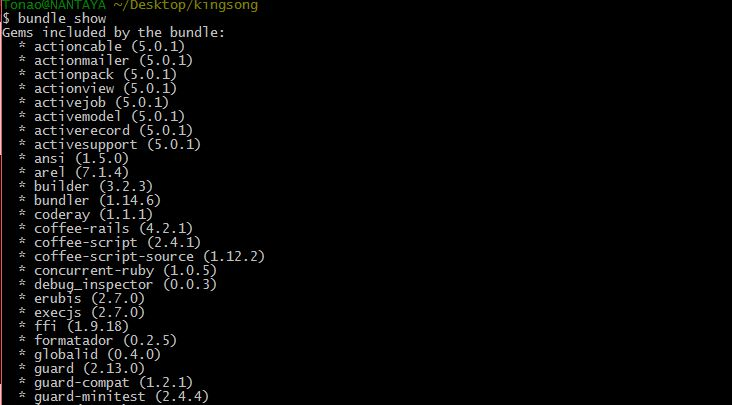 Tonao@NANTAYA ~/Desktop/kingsong
$ bundle show
Gems included by the bundle:
* actioncable (5.0.1)
* actionmailer (5.0.1)
* actionpack (5.0.1)
* actionview (5.0.1)
* activejob (5.0.1)
* activemodel (5.0.1)
* activerecord (5.0.1)
* activesupport (5.0.1)
* ansi (1.5.0)
* arel (7.1.4)
* builder (3.2.3)
* bundler (1.14.6)
* coderay (1.1.1)
* coffee-rails (4.2.1)
* coffee-script (2.4.1)
* coffee-script-source (1.12.2)
* concurrent-ruby (1.0.5)
* debug_inspector (0.0.3)
* erubis (2.7.0)
* execjs (2.7.0)
* ffi (1.9.18)
* formatador (0.2.5)
* globalid (0.4.0)
* guard (2.13.0)
* guard-compat (1.2.1)
* guard-minitest (2.4.4)